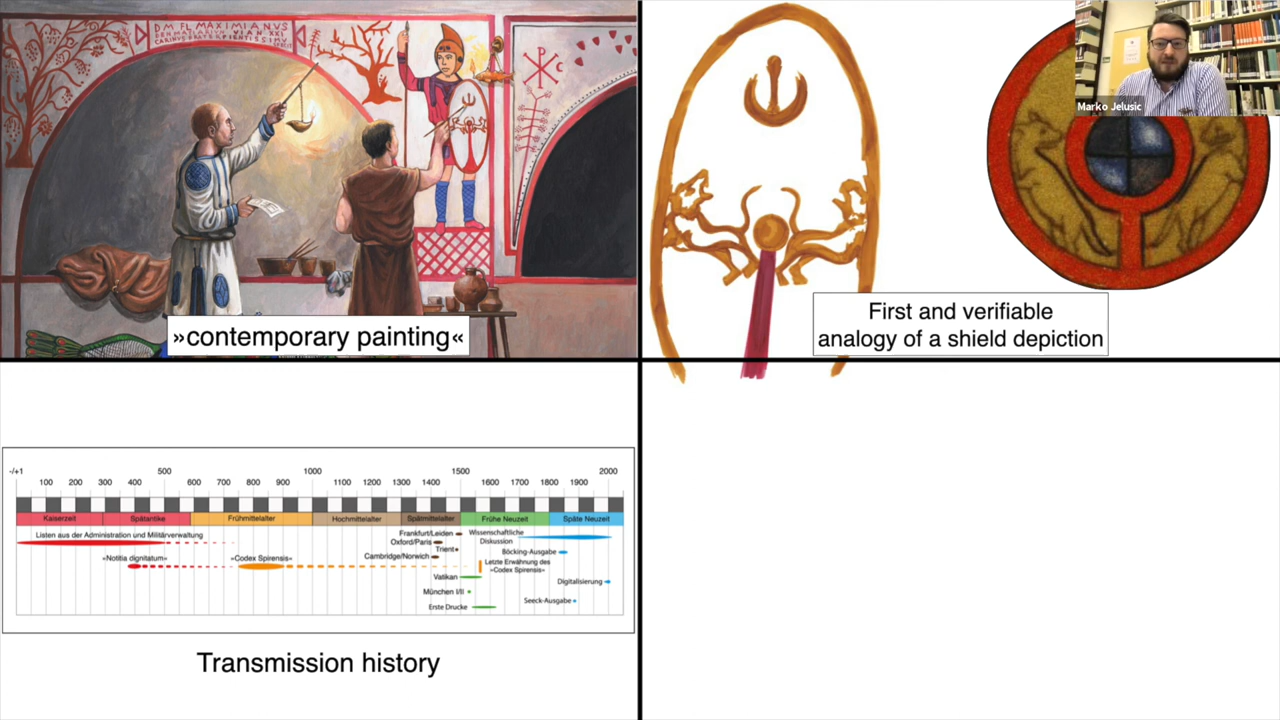 D M FL MAXIMIANVS
»contemporary painting«
Marko Jelusic
First and verifiable
analogy of a shield depiction
-/+1 500 1000 1500 2000
100 200 300 400 600 700 800 900 1100 1200 1300 1400 1600 1700 1800 1900
Kaiserzeit Spätantike Frühmittelalter Hochmittelalter Spätmittelalter Frühe Neuzeit Späte Neuzeit
Listen aus der Administration und Militärverwaltung
»Notitia dignitatum«
»Codex Spirensis«
Frankfurt/Leiden
Oxford/Paris
Trient
Cambridge/Norwich
Wissenschaftliche
Diskussion
Böcking-Ausgabe
Letzte Erwähnung des
»Codex Spirensis«
Vatikan
Digitalisierung
München I/II
Seeck-Ausgabe
Erste Drucke
Transmission history